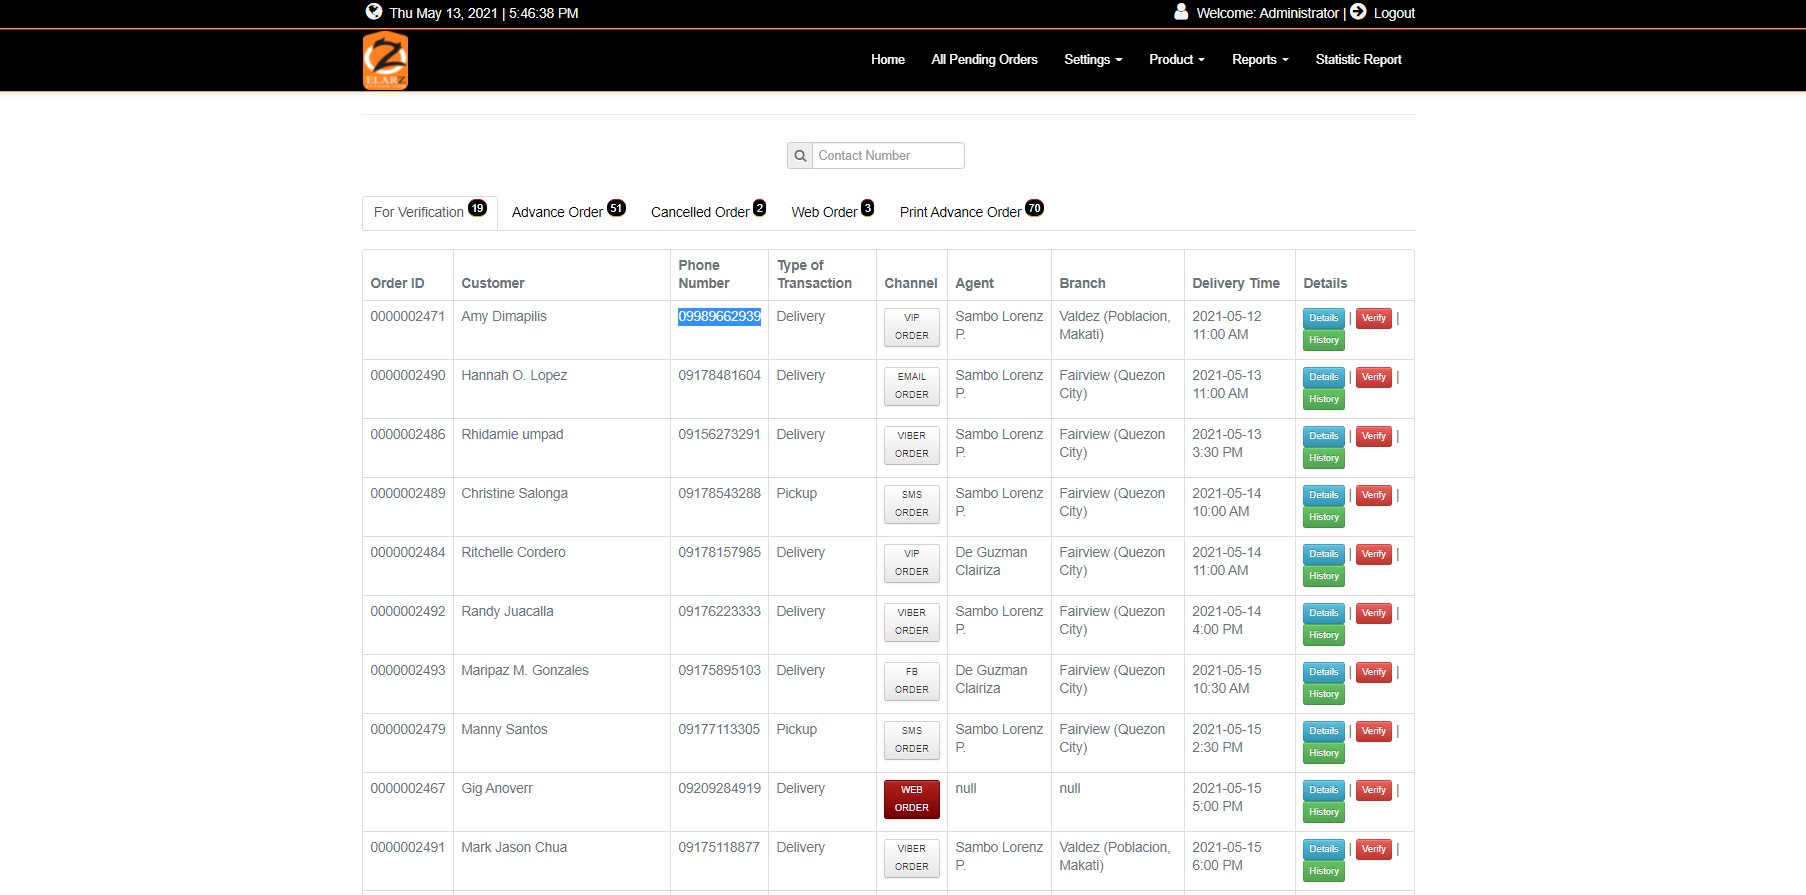 Thu May 13, 2021 | 5:46:38 PM
Welcome: Administrator | Logout
ELARZ
Home All Pending Orders Settings Product Reports Statistic Report
Contact Number
For Verification 19 Advance Order 51 Cancelled Order 2 Web Order 3 Print Advance Order 70
Phone Type of
Order ID Customer Number Transaction Channel Agent Branch Delivery Time Details
0000002471 Amy Dimapilis 09989662939 Delivery VIP Sambo Lorenz Valdez (Poblacion, 2021-05-12 Details | Verify |
ORDER P. Makati) 11:00 AM History
0000002490 Hannah O. Lopez 09178481604 Delivery EMAIL Sambo Lorenz Fairview (Quezon 2021-05-13 Details | Verify |
ORDER P. City) 11:00 AM History
0000002486 Rhidamie umpad 09156273291 Delivery VIBER Sambo Lorenz Fairview (Quezon 2021-05-13 Details | Verify |
ORDER P. City) 3:30 PM History
0000002489 Christine Salonga 09178543288 Pickup SMS Sambo Lorenz Fairview (Quezon 2021-05-14 Details | Verify |
ORDER P. City) 10:00 AM History
0000002484 Ritchelle Cordero 09178157985 Delivery VIP De Guzman Fairview (Quezon 2021-05-14 Details | Verify |
ORDER Clairiza City) 11:00 AM History
0000002492 Randy Juacalla 09176223333 Delivery VIBER Sambo Lorenz Fairview (Quezon 2021-05-14 Details | Verify |
ORDER P. City) 4:00 PM History
0000002493 Maripaz M. Gonzales 09175895103 Delivery FB De Guzman Fairview (Quezon 2021-05-15 Details | Verify |
ORDER Clairiza City) 10:30 AM History
0000002479 Manny Santos 09177113305 Pickup SMS Sambo Lorenz Fairview (Quezon 2021-05-15 Details | Verify |
ORDER P. City) 2:30 PM History
0000002467 Gig Anoverr 09209284919 Delivery WEB null null 2021-05-15 Details | Verify |
ORDER 5:00 PM History
0000002491 Mark Jason Chua 09175118877 Delivery VIBER Sambo Lorenz Valdez (Poblacion, 2021-05-15 Details | Verify |
ORDER P. Makati) 6:00 PM History